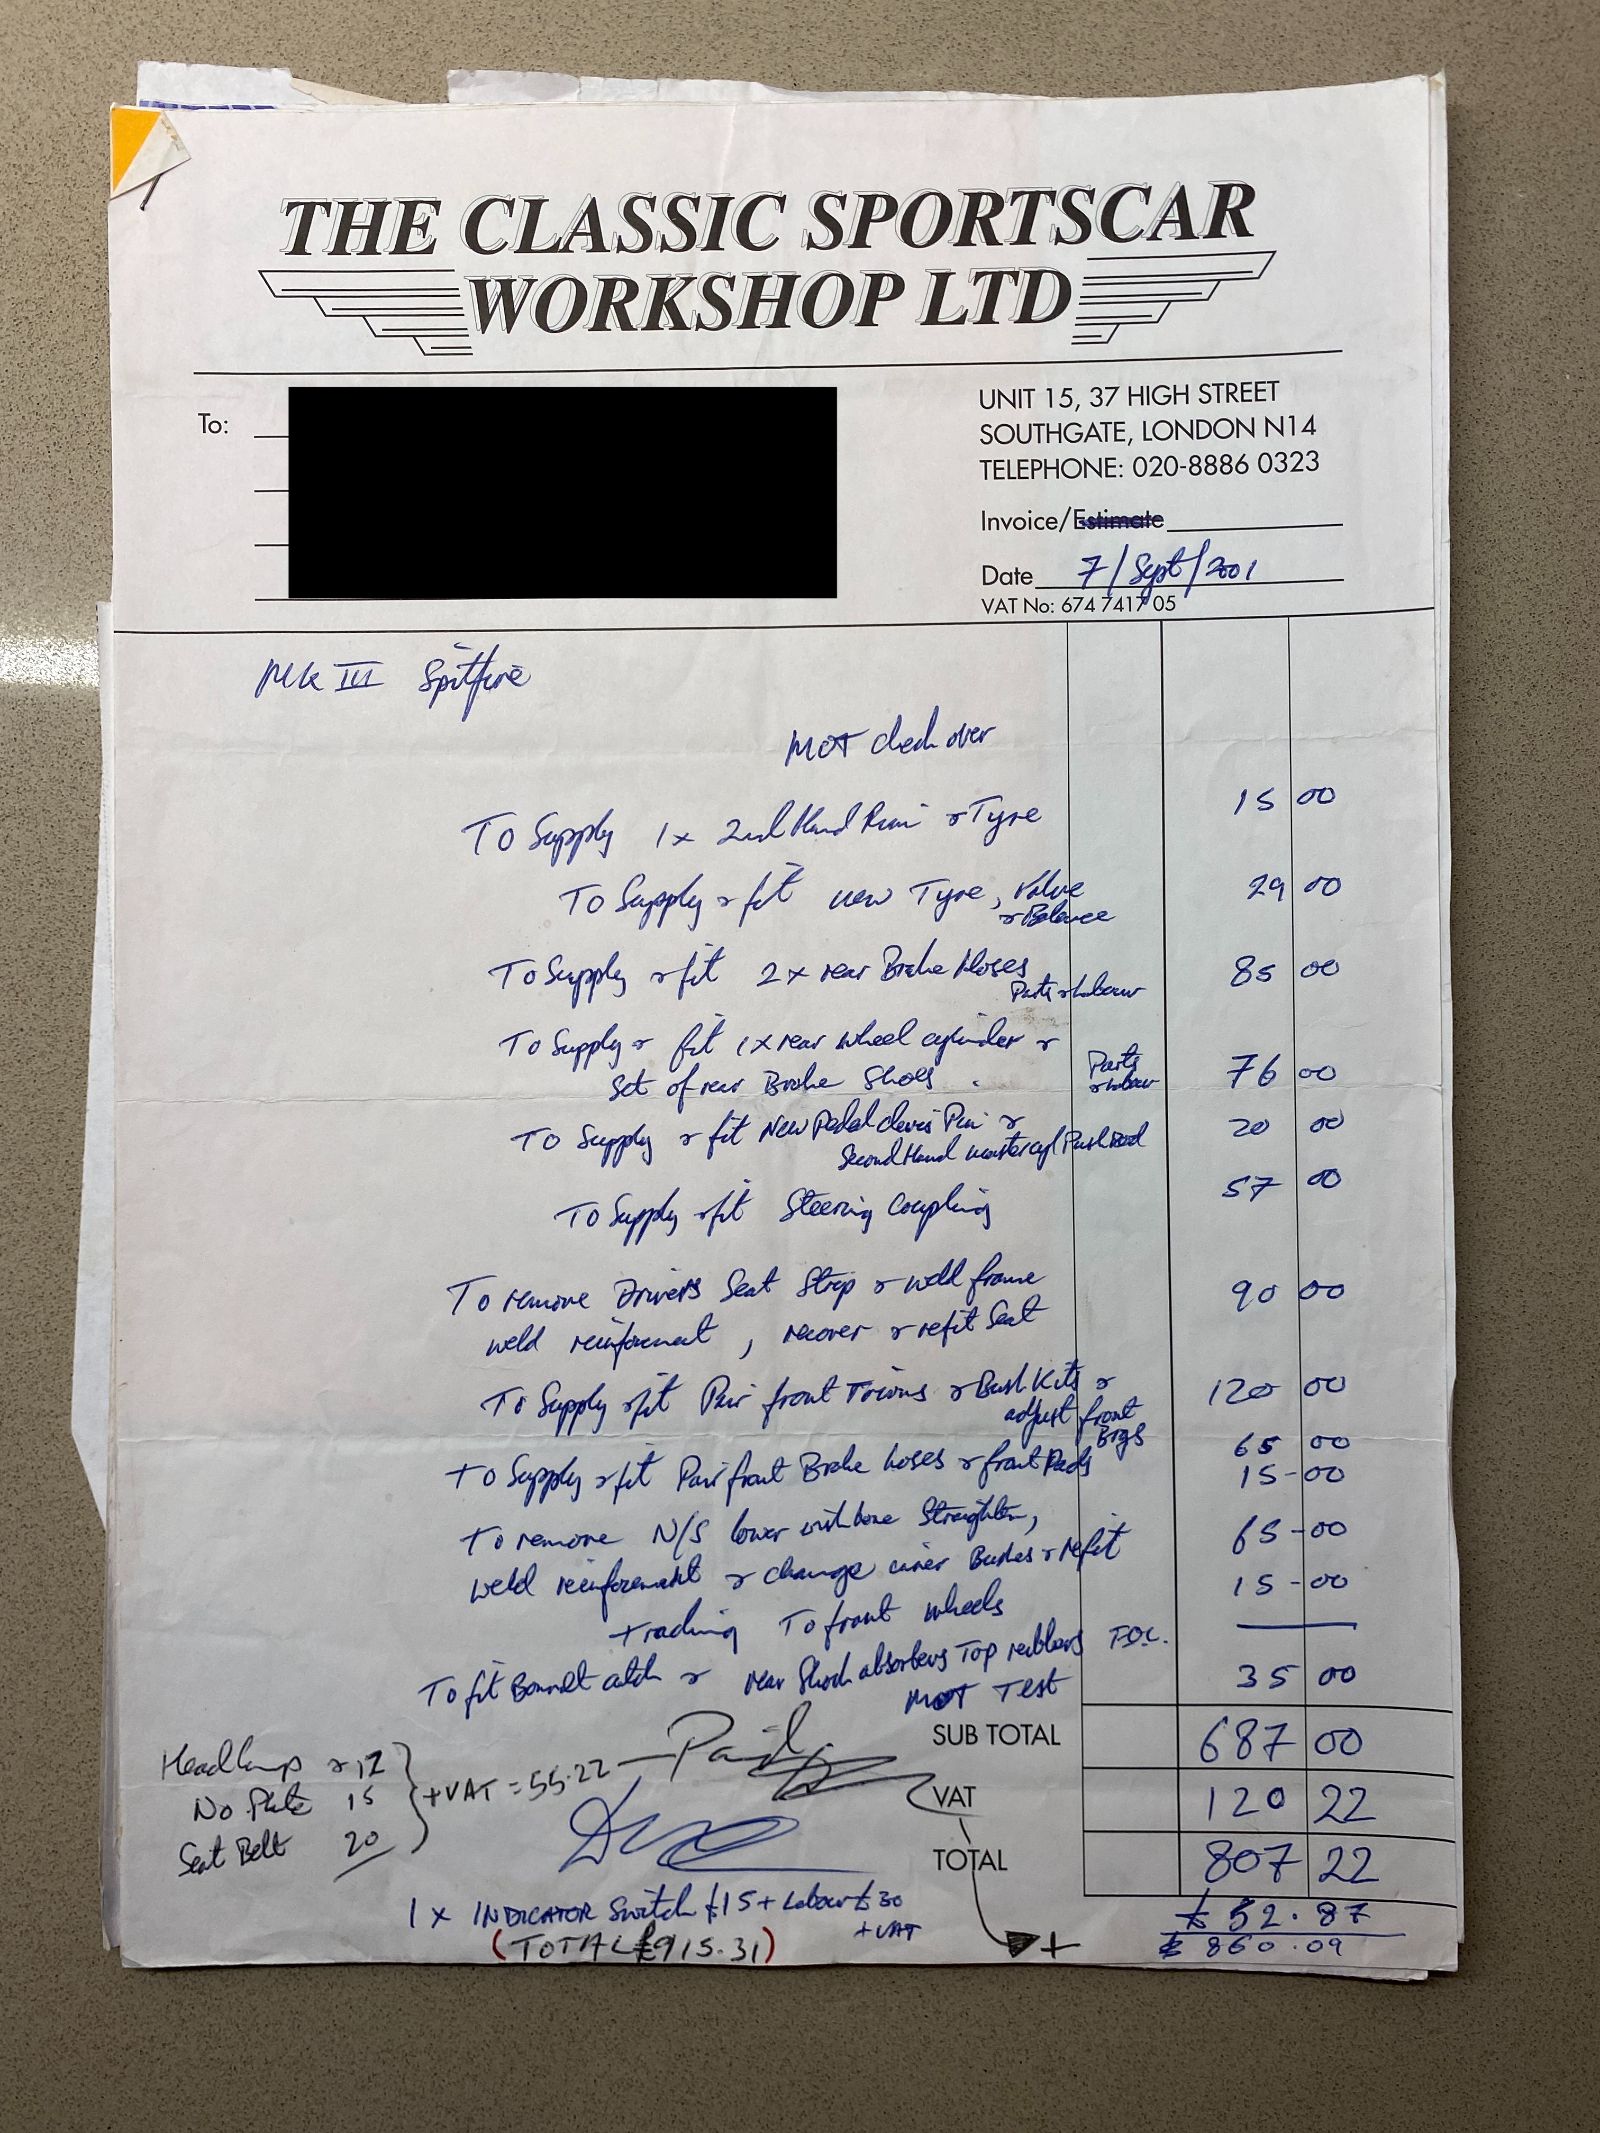 THE CLASSIC SPORTSCAR
WORKSHOP LTD
To:
UNIT 15, 37 HIGH STREET
SOUTHGATE, LONDON N14
TELEPHONE: 020-8886 0323
Invoice/Estimate
Date 7/Sept/2001
VAT No: 674 7417 05
Mk III Spitfire
MOT check over
To Supply 1x 2nd Hand Rim & Tyre 15 00
To Supply & fit new Tyre, Valve 29 00
& Balance
To Supply & fit 2x rear Brake Hoses 85 00
Parts & Labour
To Supply & fit 1x rear wheel cylinder &
Set of rear Brake Shoes. Parts & Labour 76 00
To Supply & fit New Pedal clevis Pin & 20 00
Second Hand master cyl Push Rod
To Supply & fit Steering Coupling 57 00
To remove Drivers Seat Strip & weld frame 90 00
weld reinforcment, recover & refit Seat
To Supply & fit Pair front & Bush Kits & 120 00
adjust front
Brgs
To Supply & fit Pair front Brake hoses & front Pads 65 00
15-00
To remove N/S lower wishbone Straighten, 65-00
weld reinforcement & change inner Bushes & refit
Tracking To front wheels 15-00
To fit Bonnet catch & rear Shock absorbers Top rubbers F.O.C.
MOT Test 35 00
SUB TOTAL 687 00
VAT 120 22
TOTAL 807 22
£ 52.87
£ 860.09
Headlamp & 12
No Plate 15
Seat Belt 20
+VAT = 55.22 — Paid
1 x INDICATOR Switch £15 + Labour £30
+VAT
(TOTAL £915.31)
+